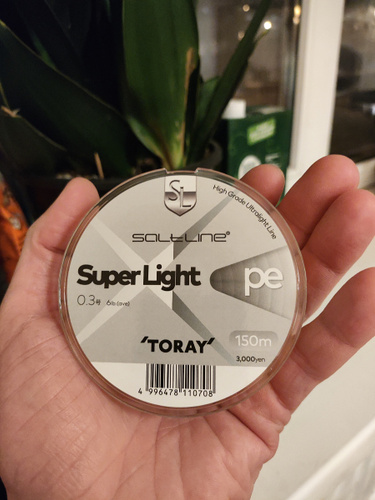 SL
High Grade Ultralight Line
saltline®
Super Light
pe
0.3号 6lb(ave)
150m
'TORAY'
3,000yen
4 996478 110708